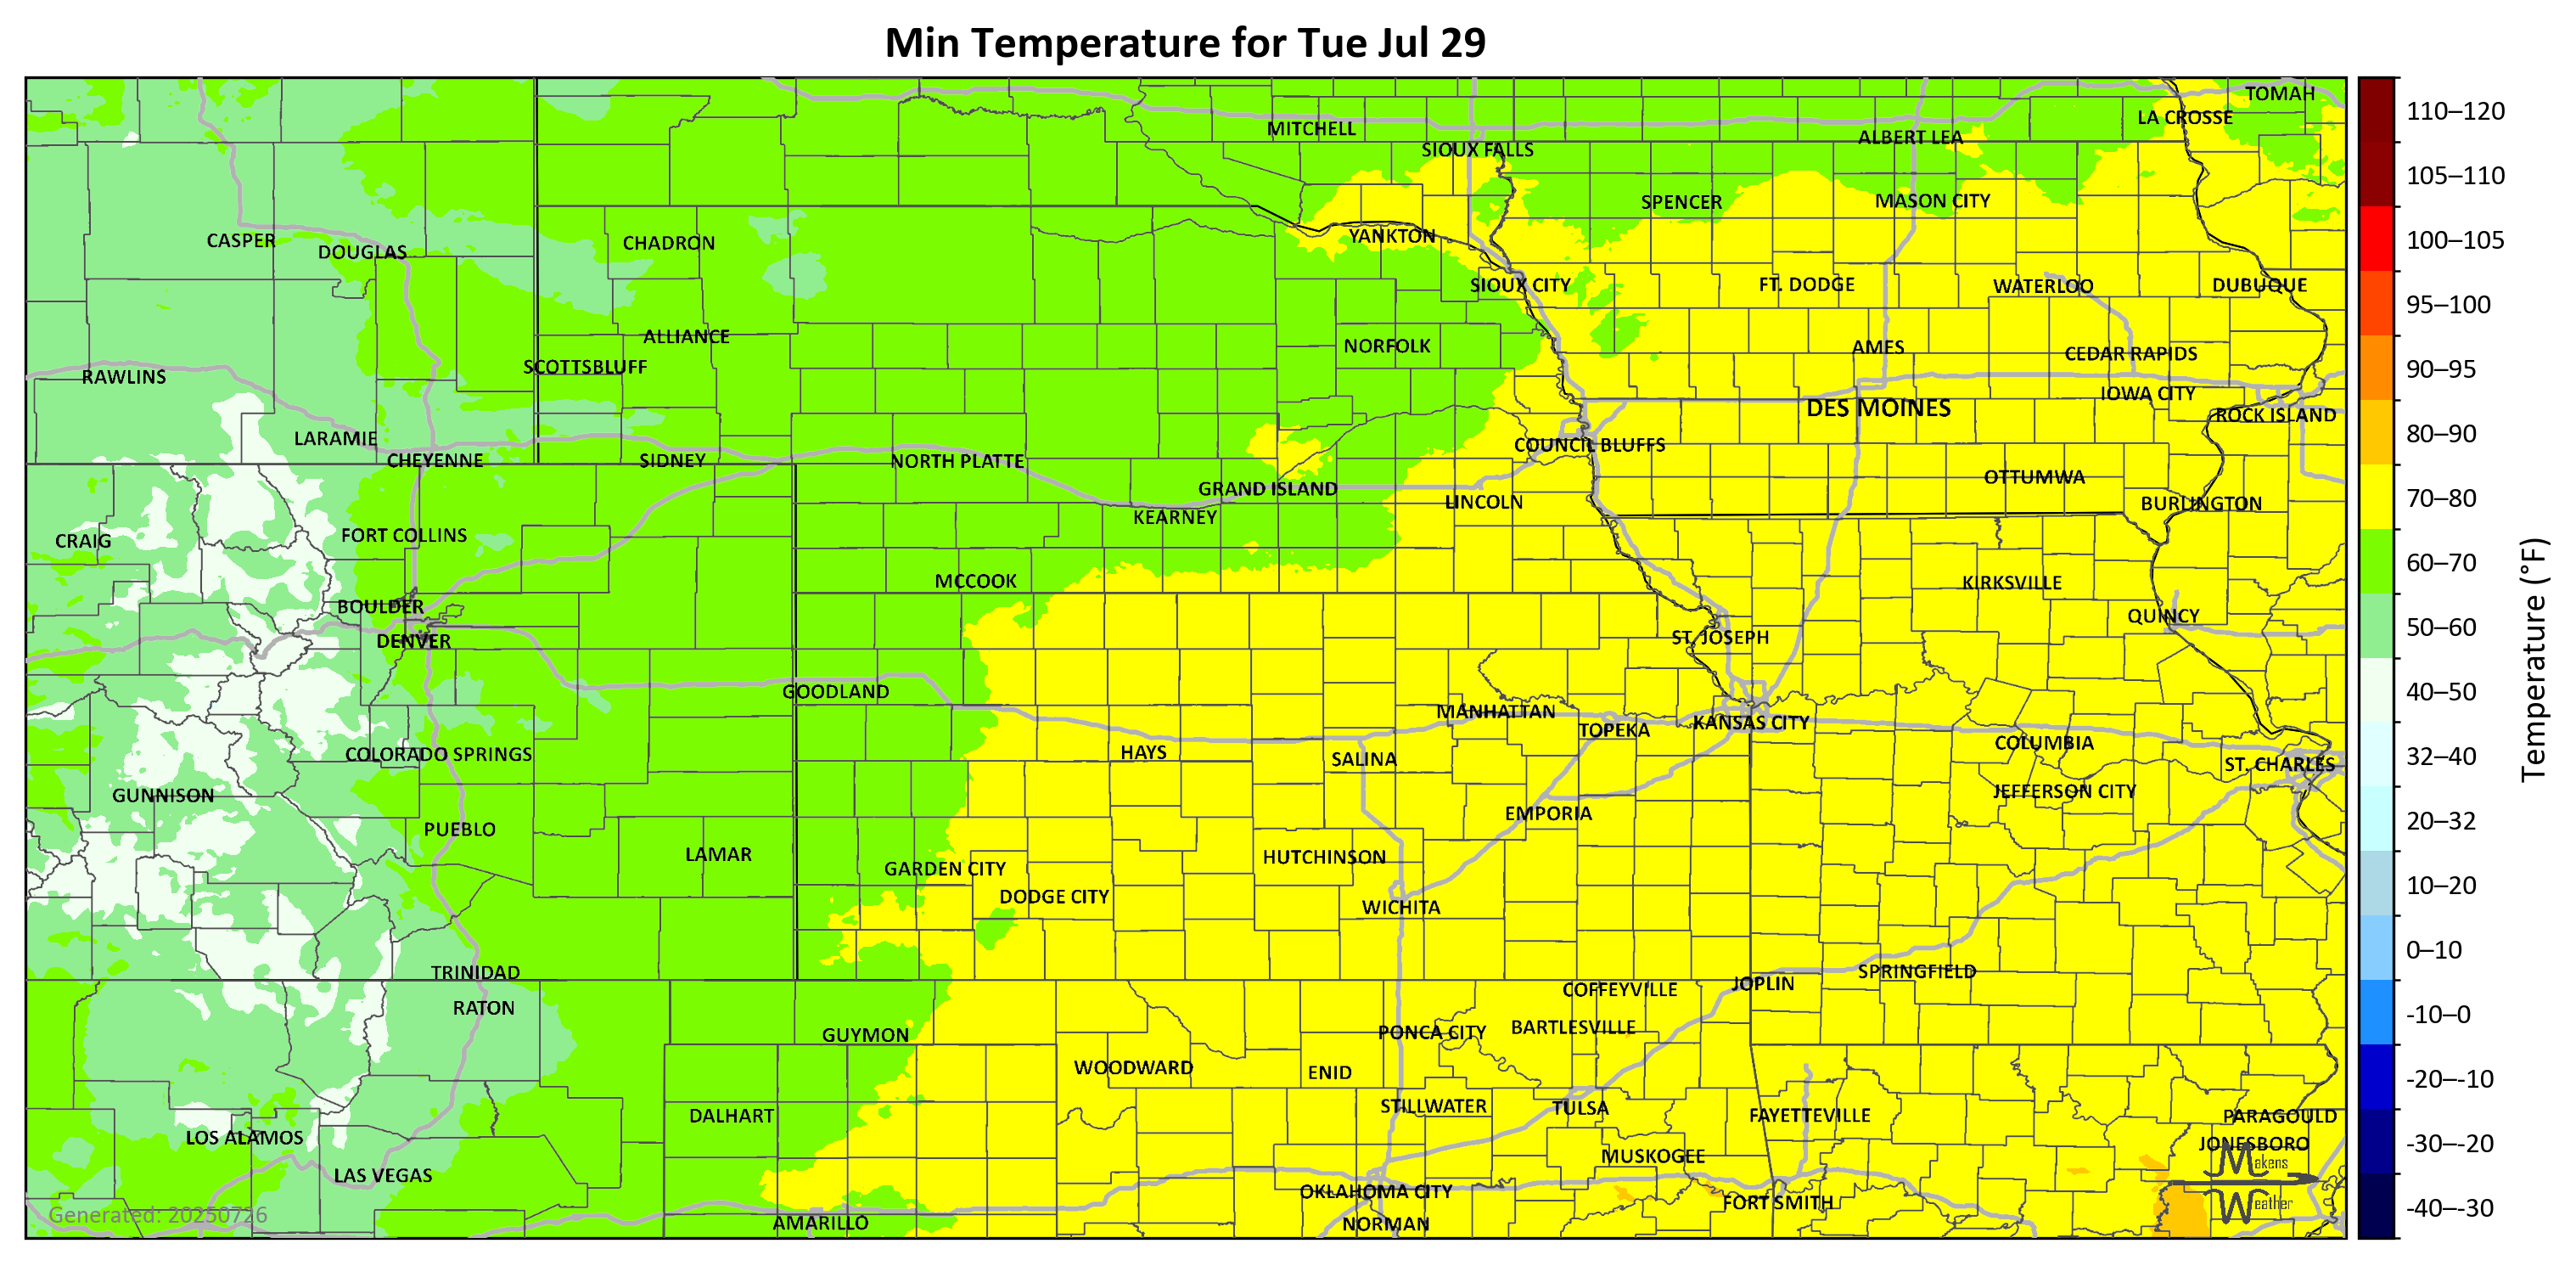 Min Temperature for Tue Jul 29
TOMAH
LA CROSSE
MITCHELL
ALBERT LEA
SIOUX FALLS
SPENCER
MASON CITY
CASPER
DOUGLAS
CHADRON
YANKTON
SIOUX CITY
FT. DODGE
WATERLOO
DUBUQUE
ALLIANCE
NORFOLK
AMES
CEDAR RAPIDS
SCOTTSBLUFF
RAWLINS
IOWA CITY
DES MOINES
ROCK ISLAND
LARAMIE
COUNCIL BLUFFS
CHEYENNE
SIDNEY
NORTH PLATTE
OTTUMWA
GRAND ISLAND
LINCOLN
BURLINGTON
KEARNEY
FORT COLLINS
CRAIG
MCCOOK
KIRKSVILLE
BOULDER
QUINCY
DENVER
ST. JOSEPH
GOODLAND
MANHATTAN
KANSAS CITY
TOPEKA
COLUMBIA
COLORADO SPRINGS
HAYS
SALINA
ST. CHARLES
GUNNISON
JEFFERSON CITY
EMPORIA
PUEBLO
LAMAR
HUTCHINSON
GARDEN CITY
DODGE CITY
WICHITA
TRINIDAD
SPRINGFIELD
JOPLIN
COFFEYVILLE
RATON
GUYMON
PONCA CITY
BARTLESVILLE
WOODWARD
ENID
STILLWATER
TULSA
DALHART
FAYETTEVILLE
PARAGOULD
LOS ALAMOS
JONESBORO
MUSKOGEE
LAS VEGAS
OKLAHOMA CITY
FORT SMITH
AMARILLO
NORMAN
Generated: 20250726
Makens
Weather
110–120
105–110
100–105
95–100
90–95
80–90
70–80
60–70
50–60
40–50
32–40
20–32
10–20
0–10
-10–0
-20–-10
-30–-20
-40–-30
Temperature (°F)